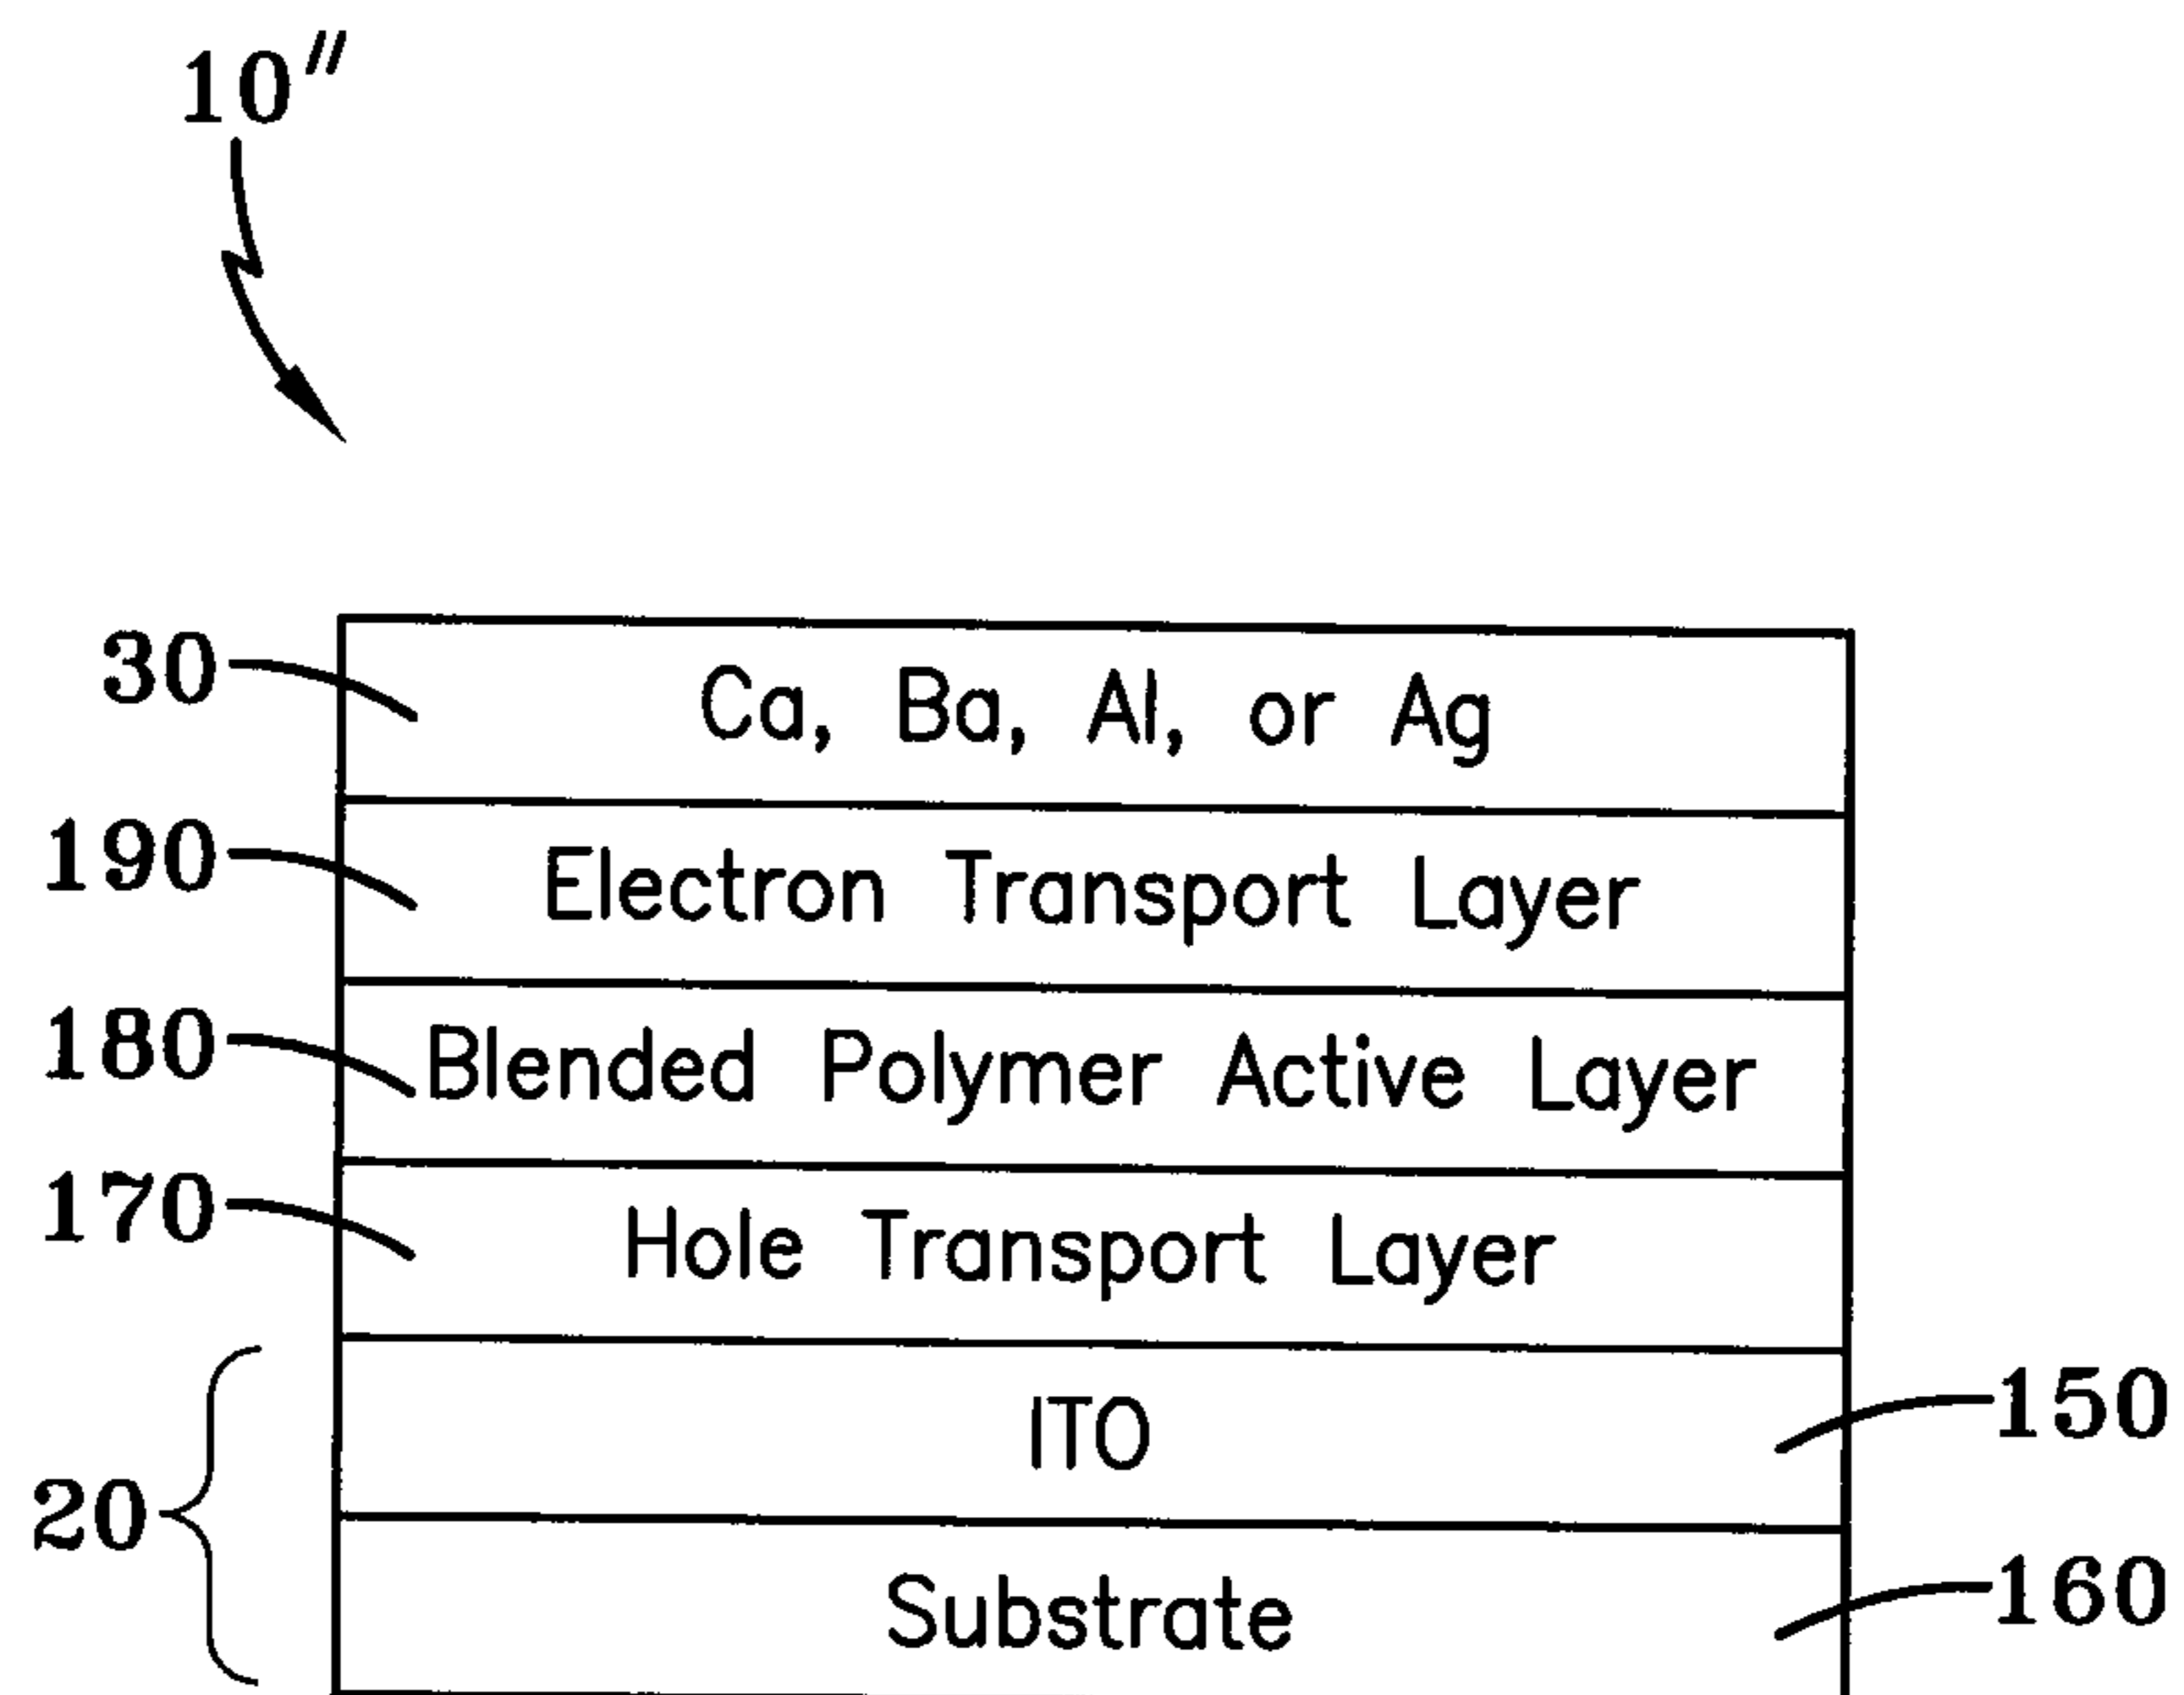 10″
30 Ca, Ba, Al, or Ag
190 Electron Transport Layer
180 Blended Polymer Active Layer
170 Hole Transport Layer
ITO 150
20
Substrate 160